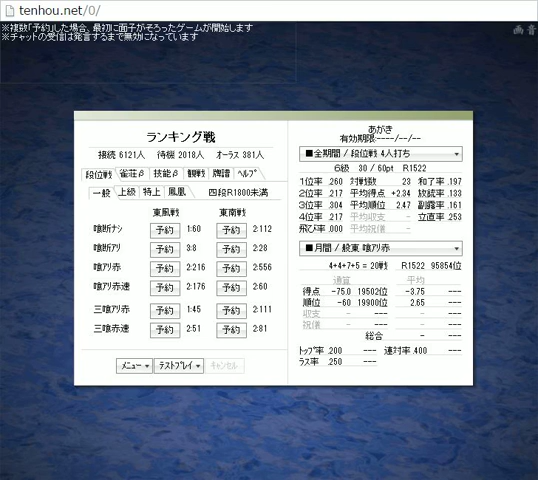 tenhou.net/0/
※複数「予約」した場合、最初に面子がそろったゲームが開始します
※チャットの受信は発言するまで無効になっています
画 音
ランキング戦
接続 6121人 待機 2018人 オーラス 381人
段位戦 雀荘β 技能β 観戦 牌譜 ヘルプ
一般 上級 特上 鳳凰 四段R1800未満
東風戦 東南戦
喰断ナシ 予約 1:60 予約 2:112
喰断アリ 予約 3:8 予約 2:28
喰アリ赤 予約 2:216 予約 2:556
喰アリ赤速 予約 2:176 予約 2:60
三喰アリ赤 予約 1:45 予約 2:111
三喰赤速 予約 2:51 予約 2:81
メニュー テストプレイ キャンセル
あがき
有効期限----/--/--
■全期間 / 段位戦 4人打ち
6級 30 / 60pt R1522
1位率 .260 対戦数 23 和了率 .197
2位率 .217 平均得点 +2.34 放銃率 .133
3位率 .304 平均順位 2.47 副露率 .161
4位率 .217 平均収支 - 立直率 .253
飛び率 .000 平均祝儀 -
■月間 / 般東 喰アリ赤
4+4+7+5 = 20戦 R1522 95854位
通算 平均
得点 -75.0 19502位 -3.75 ---
順位 -60 19900位 2.65 ---
収支 - --- - ---
祝儀 - --- - ---
総合 - ---
トップ率 .200 --- 連対率 .400 ---
ラス率 .250 ---